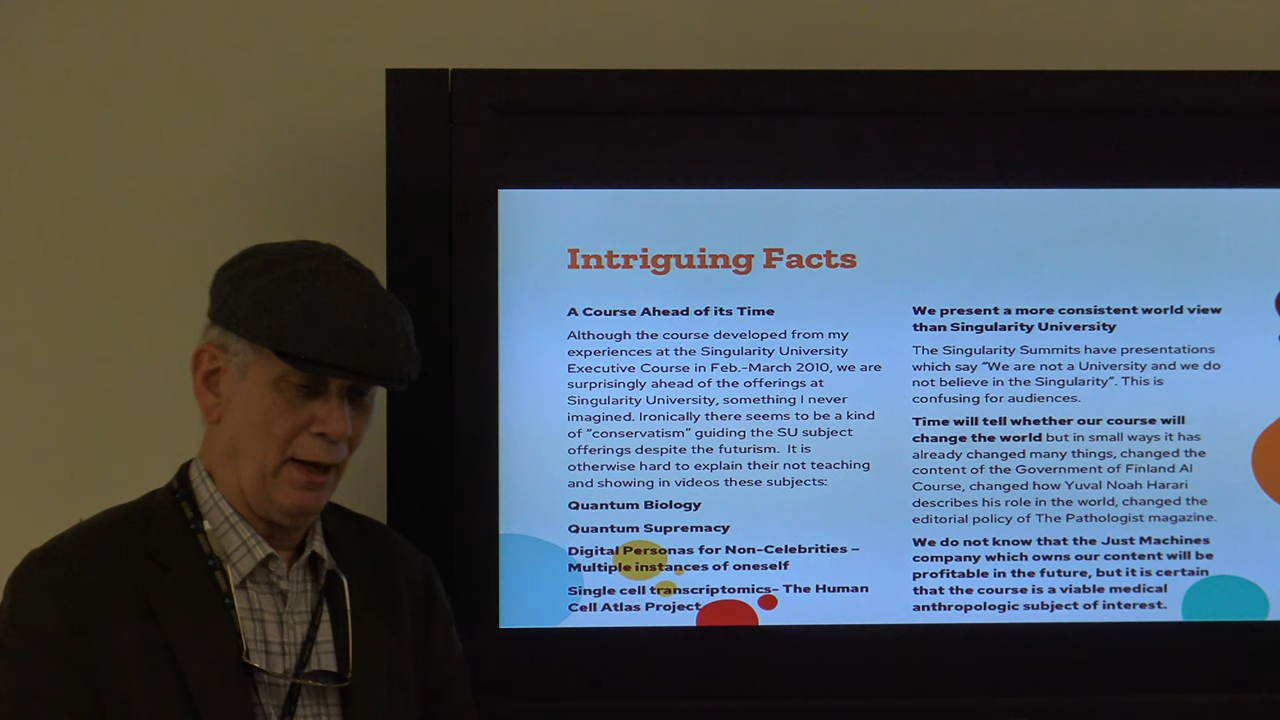 Intriguing Facts
A Course Ahead of its Time
Although the course developed from my
experiences at the Singularity University
Executive Course in Feb.-March 2010, we are
surprisingly ahead of the offerings at
Singularity University, something I never
imagined. Ironically there seems to be a kind
of “conservatism” guiding the SU subject
offerings despite the futurism. It is
otherwise hard to explain their not teaching
and showing in videos these subjects:
Quantum Biology
Quantum Supremacy
Digital Personas for Non-Celebrities –
Multiple instances of oneself
Single cell transcriptomics– The Human
Cell Atlas Project
We present a more consistent world view
than Singularity University
The Singularity Summits have presentations
which say “We are not a University and we do
not believe in the Singularity”. This is
confusing for audiences.
Time will tell whether our course will
change the world but in small ways it has
already changed many things, changed the
content of the Government of Finland AI
Course, changed how Yuval Noah Harari
describes his role in the world, changed the
editorial policy of The Pathologist magazine.
We do not know that the Just Machines
company which owns our content will be
profitable in the future, but it is certain
that the course is a viable medical
anthropologic subject of interest.